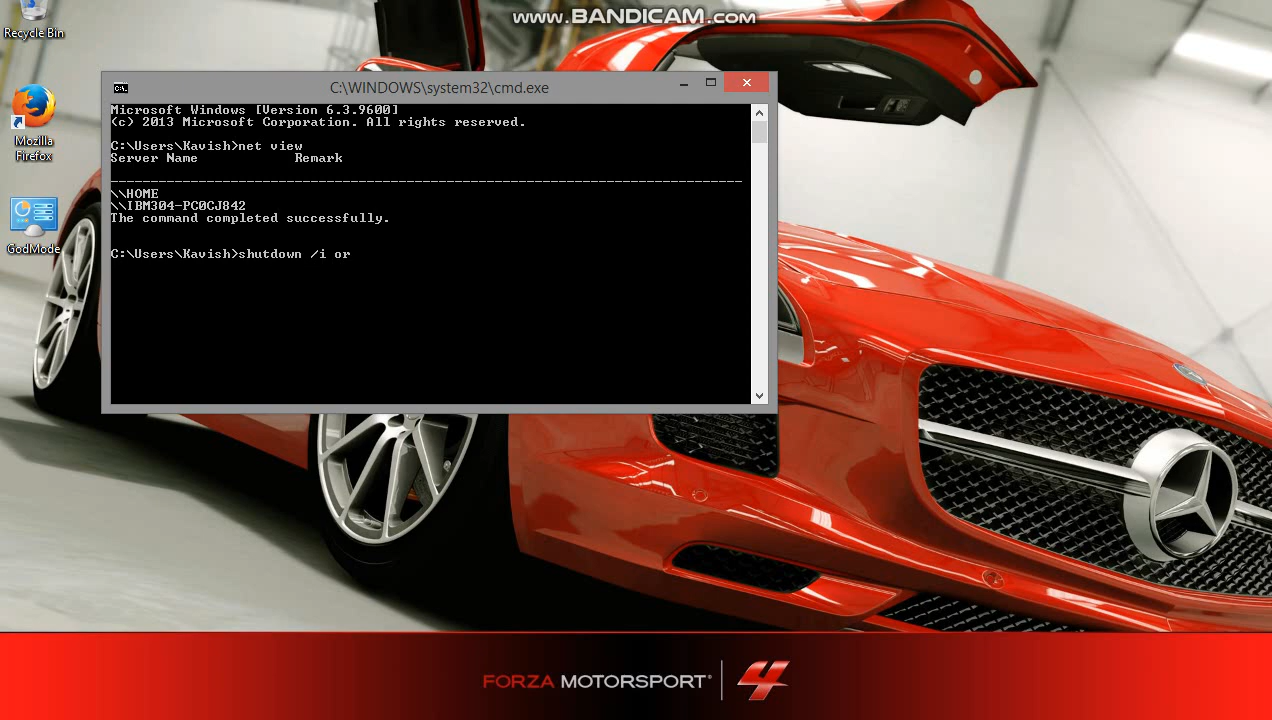 www.BANDICAM.com
Recycle Bin
Mozilla
Firefox
GodMode
C:\WINDOWS\system32\cmd.exe
Microsoft Windows [Version 6.3.9600]
(c) 2013 Microsoft Corporation. All rights reserved.
C:\Users\Kavish>net view
Server Name Remark
-------------------------------------------------------------------------------
\\HOME
\\IBM304-PC0CJ842
The command completed successfully.
C:\Users\Kavish>shutdown /i or
FORZA MOTORSPORT 4